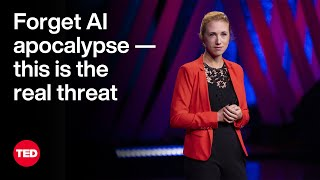 Forget AI
apocalypse —
this is the
real threat
TED